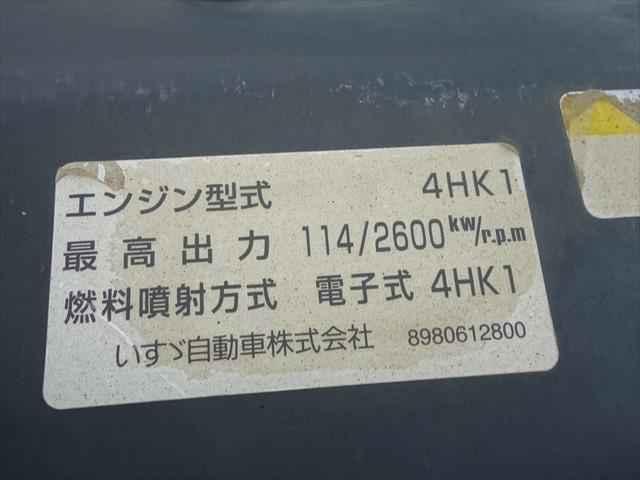 エンジン型式 4HK1
最高出力 114/2600 kw/r.p.m
燃料噴射方式 電子式 4HK1
いすゞ自動車株式会社 8980612800